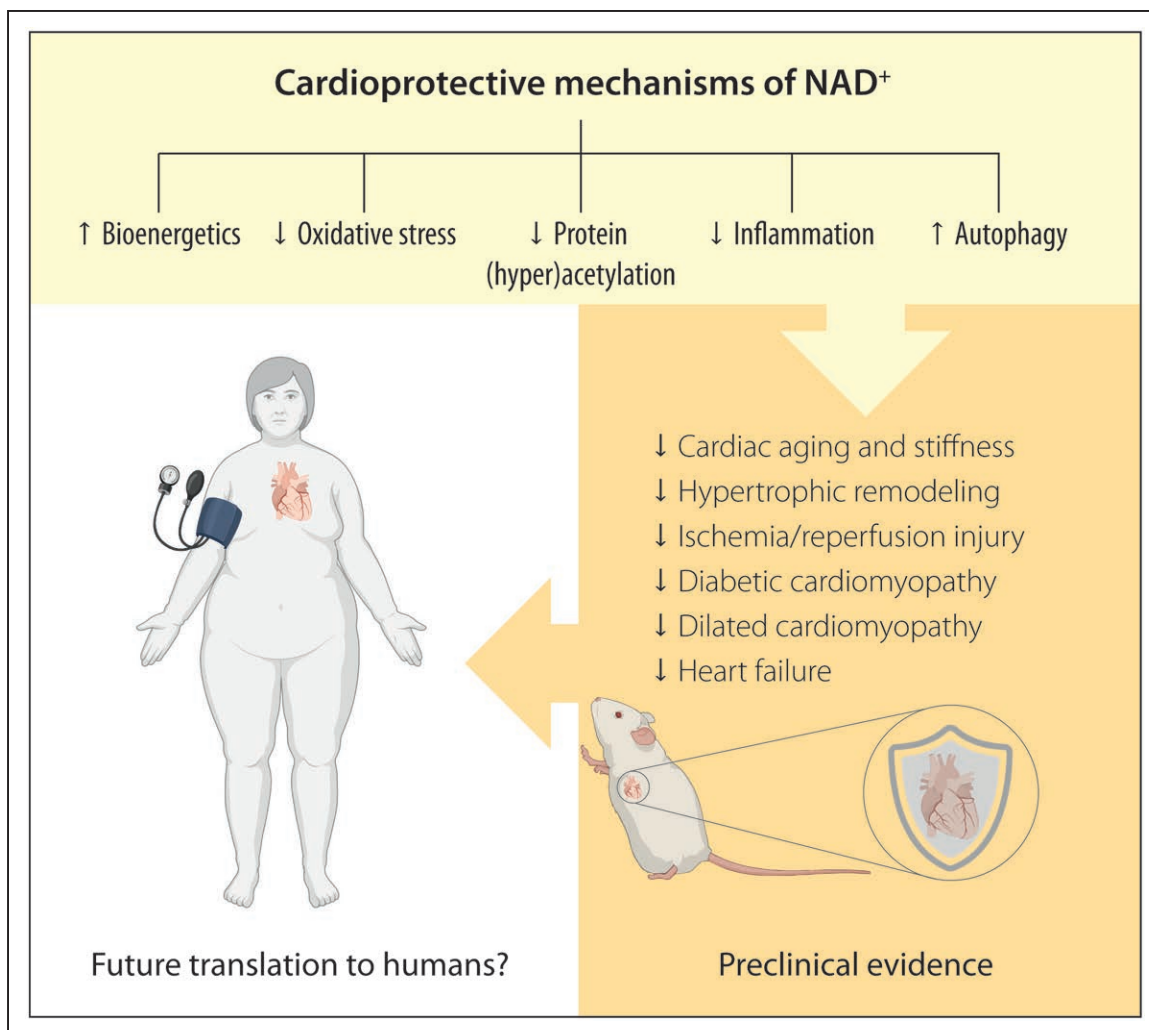 Cardioprotective mechanisms of NAD⁺
↑ Bioenergetics ↓ Oxidative stress ↓ Protein ↓ Inflammation ↑ Autophagy
(hyper)acetylation
↓ Cardiac aging and stiffness
↓ Hypertrophic remodeling
↓ Ischemia/reperfusion injury
↓ Diabetic cardiomyopathy
↓ Dilated cardiomyopathy
↓ Heart failure
Future translation to humans?
Preclinical evidence